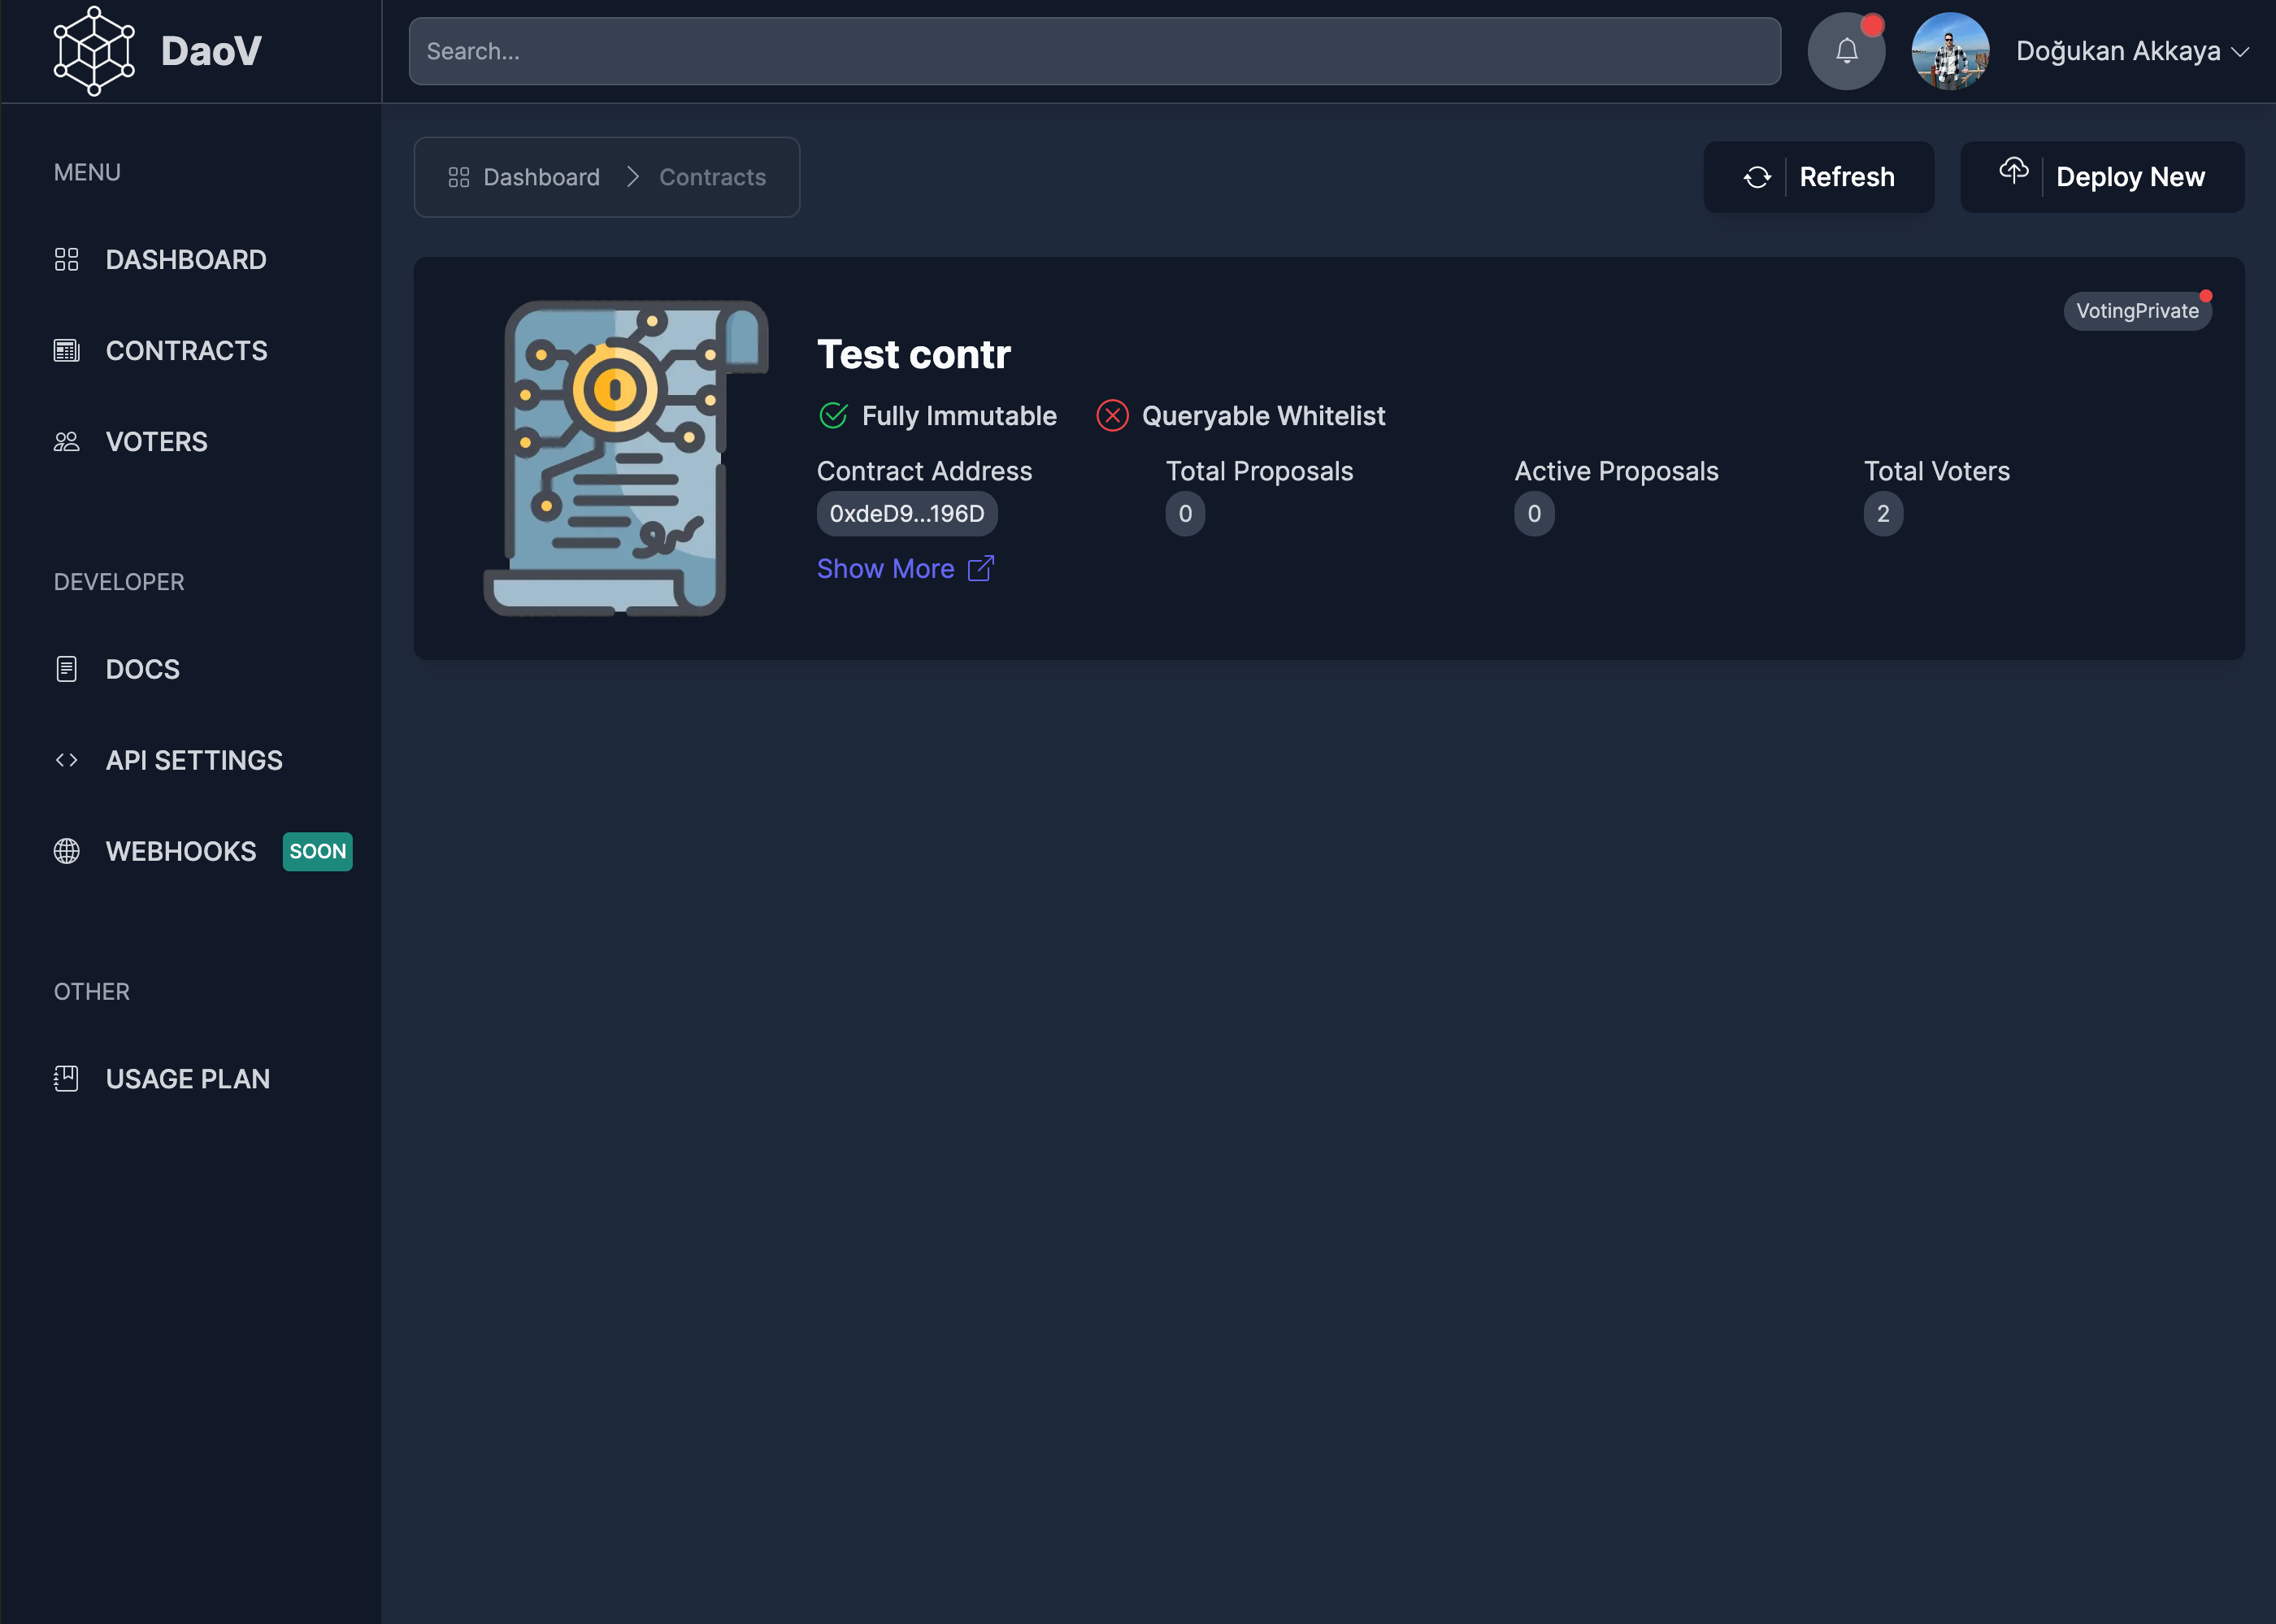 DaoV
Search...
Doğukan Akkaya
MENU
DASHBOARD
CONTRACTS
VOTERS
DEVELOPER
DOCS
API SETTINGS
WEBHOOKS SOON
OTHER
USAGE PLAN
Dashboard Contracts
Refresh
Deploy New
VotingPrivate
Test contr
Fully Immutable Queryable Whitelist
Contract Address Total Proposals Active Proposals Total Voters
0xdeD9...196D 0 0 2
Show More